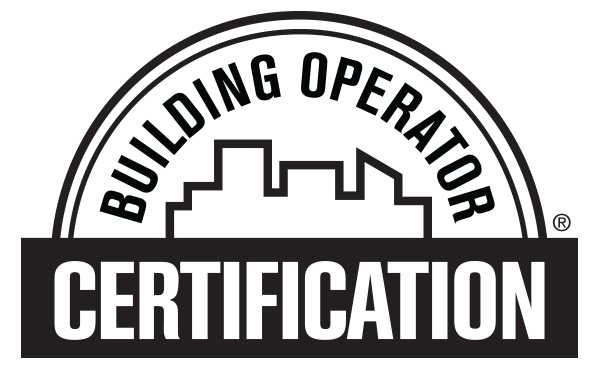 BUILDING OPERATOR
®
CERTIFICATION